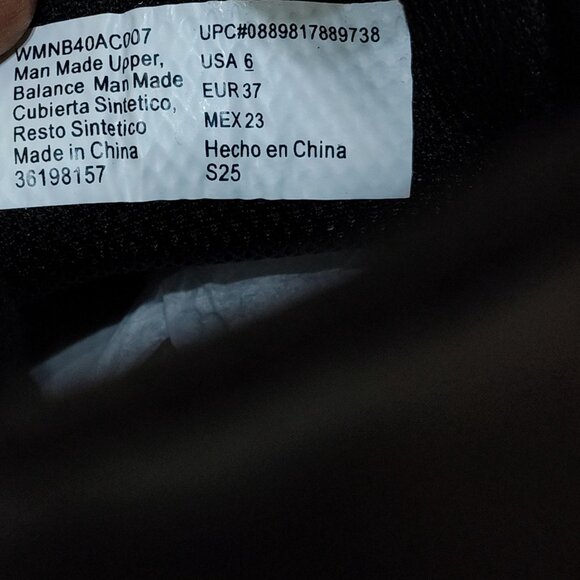 WMNB40AC007
Man Made Upper,
Balance Man Made
Cubierta Sintetico,
Resto Sintetico
Made in China
36198157
UPC#0889817889738
USA 6
EUR 37
MEX 23
Hecho en China
S25